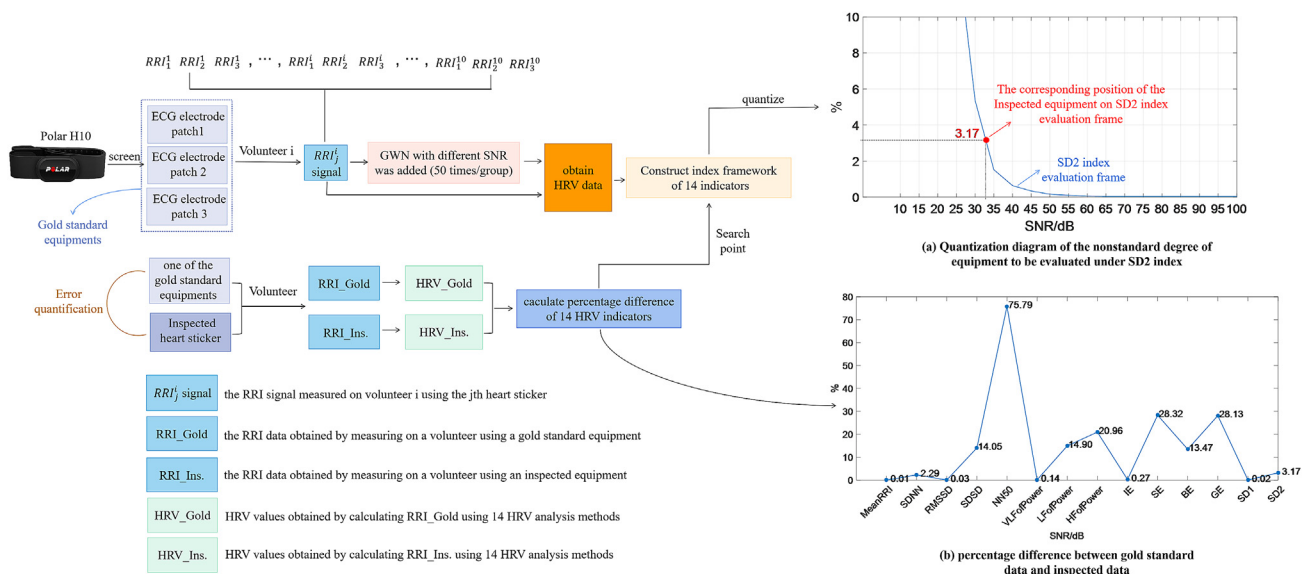 RRI₁¹ RRI₂¹ RRI₃¹ , ··· , RRI₁ⁱ RRI₂ⁱ RRI₃ⁱ , ··· , RRI₁¹⁰ RRI₂¹⁰ RRI₃¹⁰
Polar H10
POLAR
screen
ECG electrode
patch1
ECG electrode
patch 2
ECG electrode
patch 3
Gold standard
equipments
Volunteer i
RRIⱼⁱ
signal
GWN with different SNR
was added (50 times/group)
obtain
HRV data
Construct index framework
of 14 indicators
quantize
Search
point
one of the
gold standard
equipments
Error
quantification
Inspected
heart sticker
Volunteer
RRI_Gold
HRV_Gold
RRI_Ins.
HRV_Ins.
caculate percentage difference
of 14 HRV indicators
RRIⱼⁱ signal the RRI signal measured on volunteer i using the jth heart sticker
RRI_Gold the RRI data obtained by measuring on a volunteer using a gold standard equipment
RRI_Ins. the RRI data obtained by measuring on a volunteer using an inspected equipment
HRV_Gold HRV values obtained by calculating RRI_Gold using 14 HRV analysis methods
HRV_Ins. HRV values obtained by calculating RRI_Ins. using 14 HRV analysis methods
10
8
6
4
2
0
%
3.17
The corresponding position of the
Inspected equipment on SD2 index
evaluation frame
SD2 index
evaluation frame
10 15 20 25 30 35 40 45 50 55 60 65 70 75 80 85 90 95 100
SNR/dB
(a) Quantization diagram of the nonstandard degree of
equipment to be evaluated under SD2 index
80
70
60
50
40
30
20
10
0
%
0.01
2.29
0.03
14.05
75.79
0.14
14.90
20.96
0.27
28.32
13.47
28.13
0.02
3.17
MeanRRI
SDNN
RMSSD
SDSD
NN50
VLFofPower
LFofPower
HFofPower
IE
SE
BE
GE
SD1
SD2
SNR/dB
(b) percentage difference between gold standard
data and inspected data